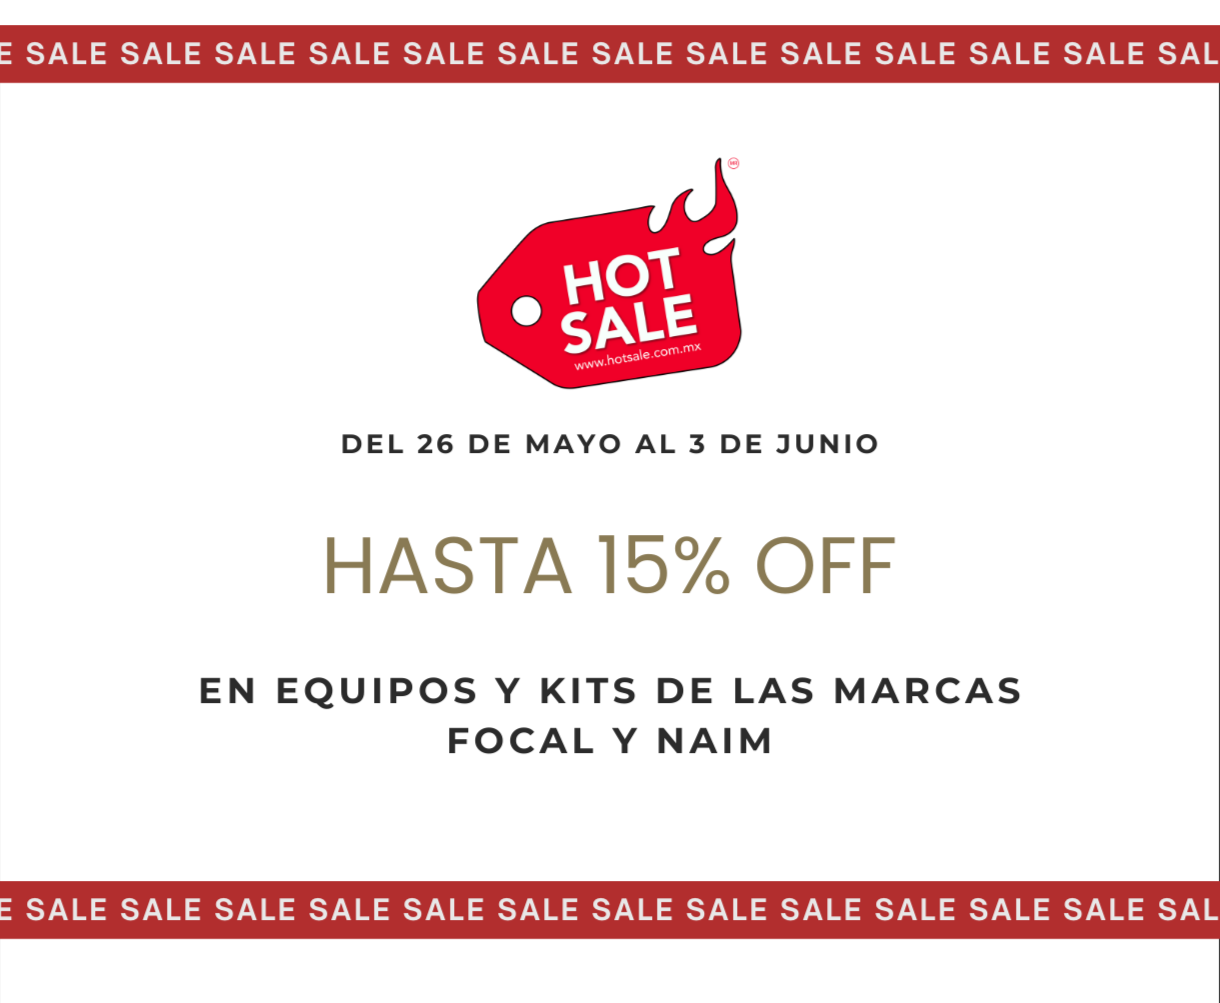 E SALE SALE SALE SALE SALE SALE SALE SALE SALE SALE SALE SALE SAL
HOT
SALE
www.hotsale.com.mx
DEL 26 DE MAYO AL 3 DE JUNIO
HASTA 15% OFF
EN EQUIPOS Y KITS DE LAS MARCAS
FOCAL Y NAIM
E SALE SALE SALE SALE SALE SALE SALE SALE SALE SALE SALE SALE SAL